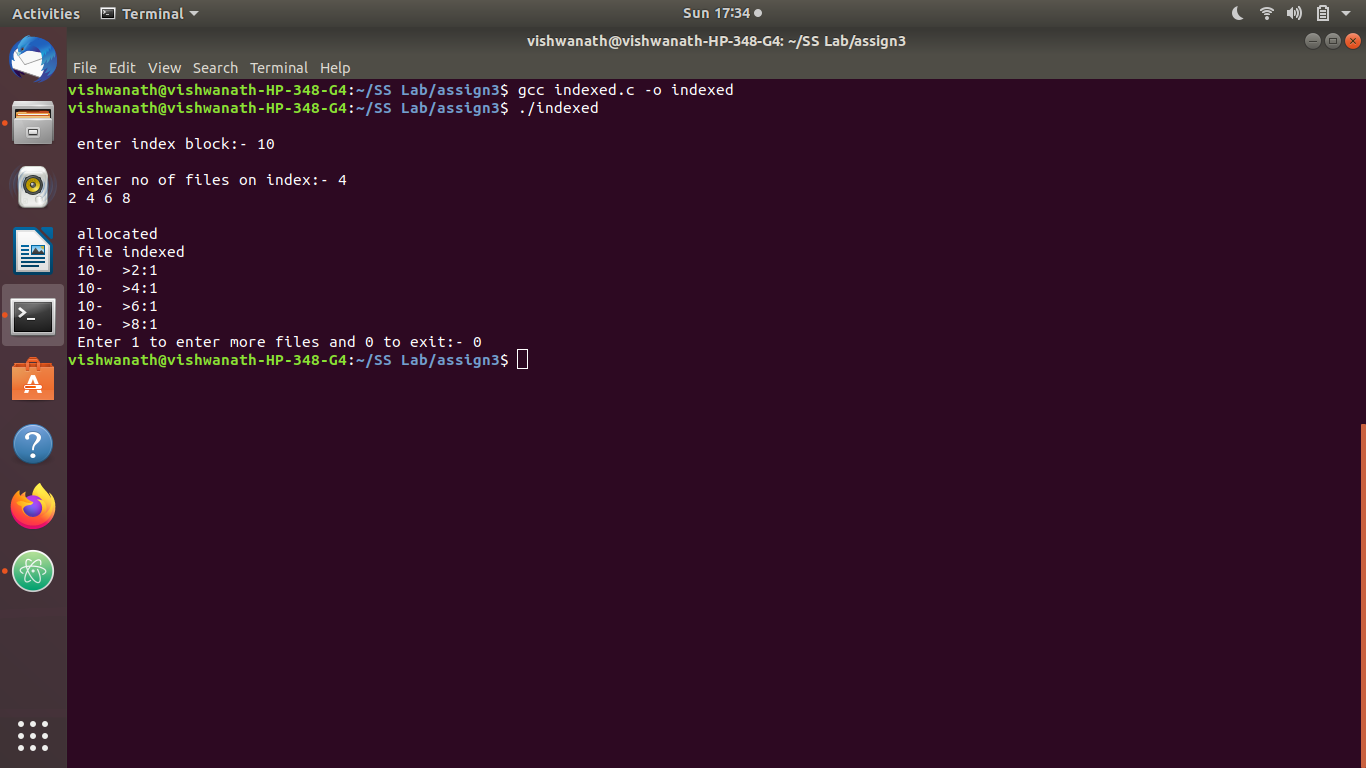 Activities Terminal Sun 17:34
vishwanath@vishwanath-HP-348-G4: ~/SS Lab/assign3
File Edit View Search Terminal Help
vishwanath@vishwanath-HP-348-G4:~/SS Lab/assign3$ gcc indexed.c -o indexed
vishwanath@vishwanath-HP-348-G4:~/SS Lab/assign3$ ./indexed
enter index block:- 10
enter no of files on index:- 4
2 4 6 8
allocated
file indexed
10-  >2:1
10-  >4:1
10-  >6:1
10-  >8:1
Enter 1 to enter more files and 0 to exit:- 0
vishwanath@vishwanath-HP-348-G4:~/SS Lab/assign3$